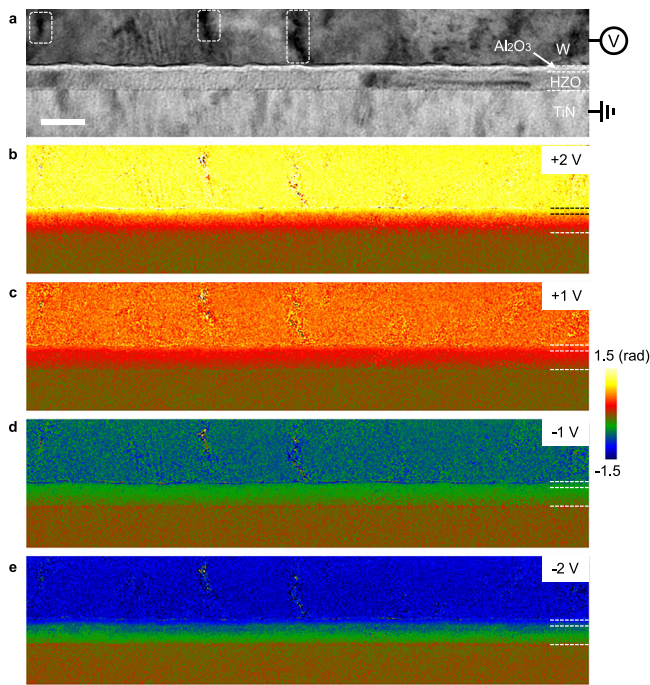 a
V
W
Al₂O₃
HZO
TiN
b
+2 V
c
+1 V
1.5 (rad)
-1.5
d
-1 V
e
-2 V